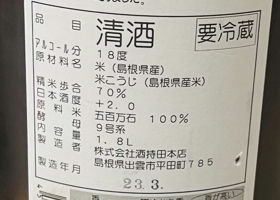 品目 清酒 要冷蔵
アルコール分 18度
原材料 米(島根県産)
米こうじ(島根県産米)
精米歩合 70%
日本酒度 +2.0
原料米 五百万石 100%
酵母 9号系
内容量 1.8L
製造者 株式会社酒持田本店
島根県出雲市平田町785
製造年月
23.3.